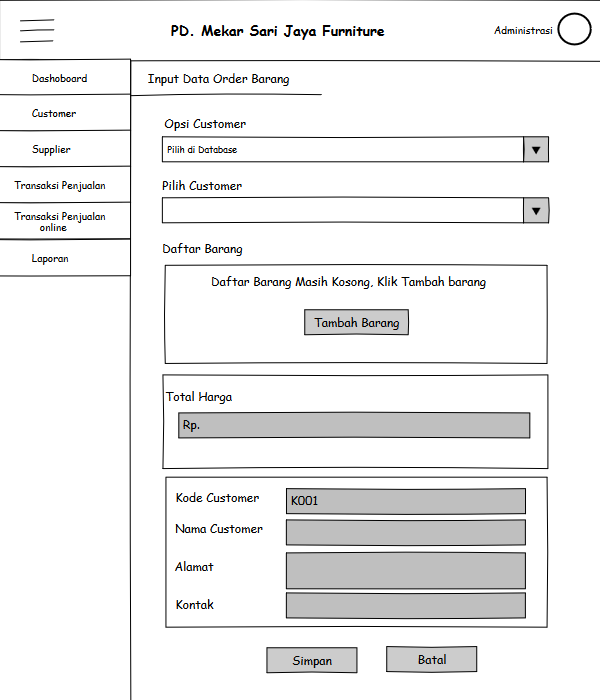 PD. Mekar Sari Jaya Furniture
Administrasi
Dashoboard
Customer
Supplier
Transaksi Penjualan
Transaksi Penjualan
online
Laporan
Input Data Order Barang
Opsi Customer
Pilih di Database
Pilih Customer
Daftar Barang
Daftar Barang Masih Kosong, Klik Tambah barang
Tambah Barang
Total Harga
Rp.
Kode Customer
K001
Nama Customer
Alamat
Kontak
Simpan
Batal